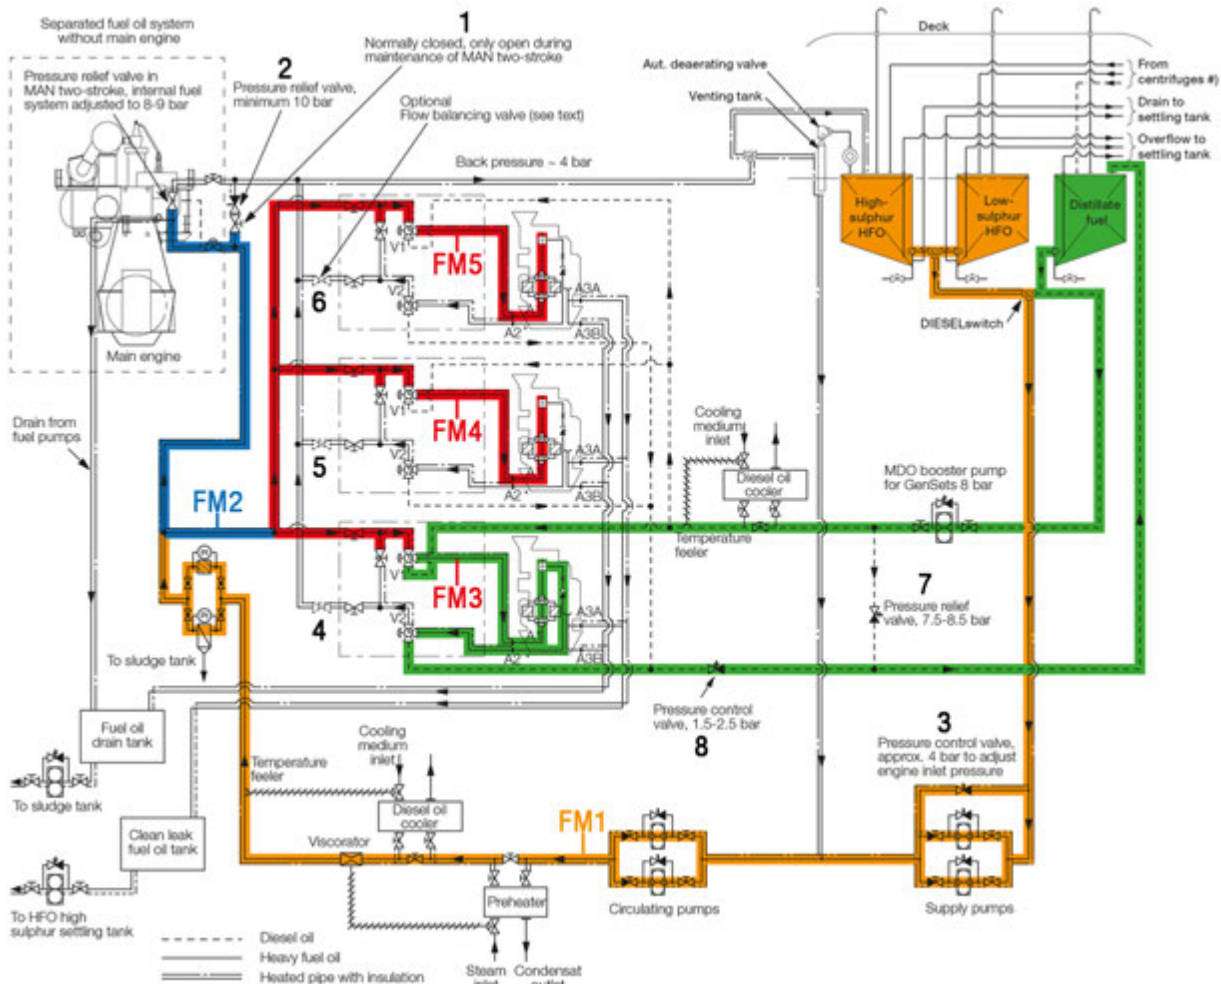 Separated fuel oil system
without main engine
1
Normally closed, only open during
maintenance of MAN two-stroke
Deck
Pressure relief valve in
MAN two-stroke, internal fuel
system adjusted to 8-9 bar
2
Pressure relief valve,
minimum 10 bar
Optional
Flow balancing valve (see text)
Aut. deaerating valve
Venting tank
From
centrifuges #)
Drain to
settling tank
Overflow to
settling tank
Back pressure ~ 4 bar
High-
sulphur
HFO
Low-
sulphur
HFO
Distillate
fuel
V1
FM5
6
V2
A2
A3A
A3B
DIESELswitch
Main engine
Drain from
fuel pumps
V1
FM4
5
V2
A2
A3A
A3B
Cooling
medium
inlet
Diesel oil
cooler
MDO booster pump
for GenSets 8 bar
Temperature
feeler
FM2
V1
FM3
4
V2
A2
A3A
A3B
7
Pressure relief
valve, 7.5-8.5 bar
To sludge tank
Pressure control
valve, 1.5-2.5 bar
8
Fuel oil
drain tank
To sludge tank
Temperature
feeler
Cooling
medium
inlet
Diesel oil
cooler
3
Pressure control valve,
approx. 4 bar to adjust
engine inlet pressure
Clean leak
fuel oil tank
Viscorator
FM1
Preheater
Circulating pumps
Supply pumps
To HFO high
sulphur settling tank
Diesel oil
Heavy fuel oil
Heated pipe with insulation
Steam
Condensat